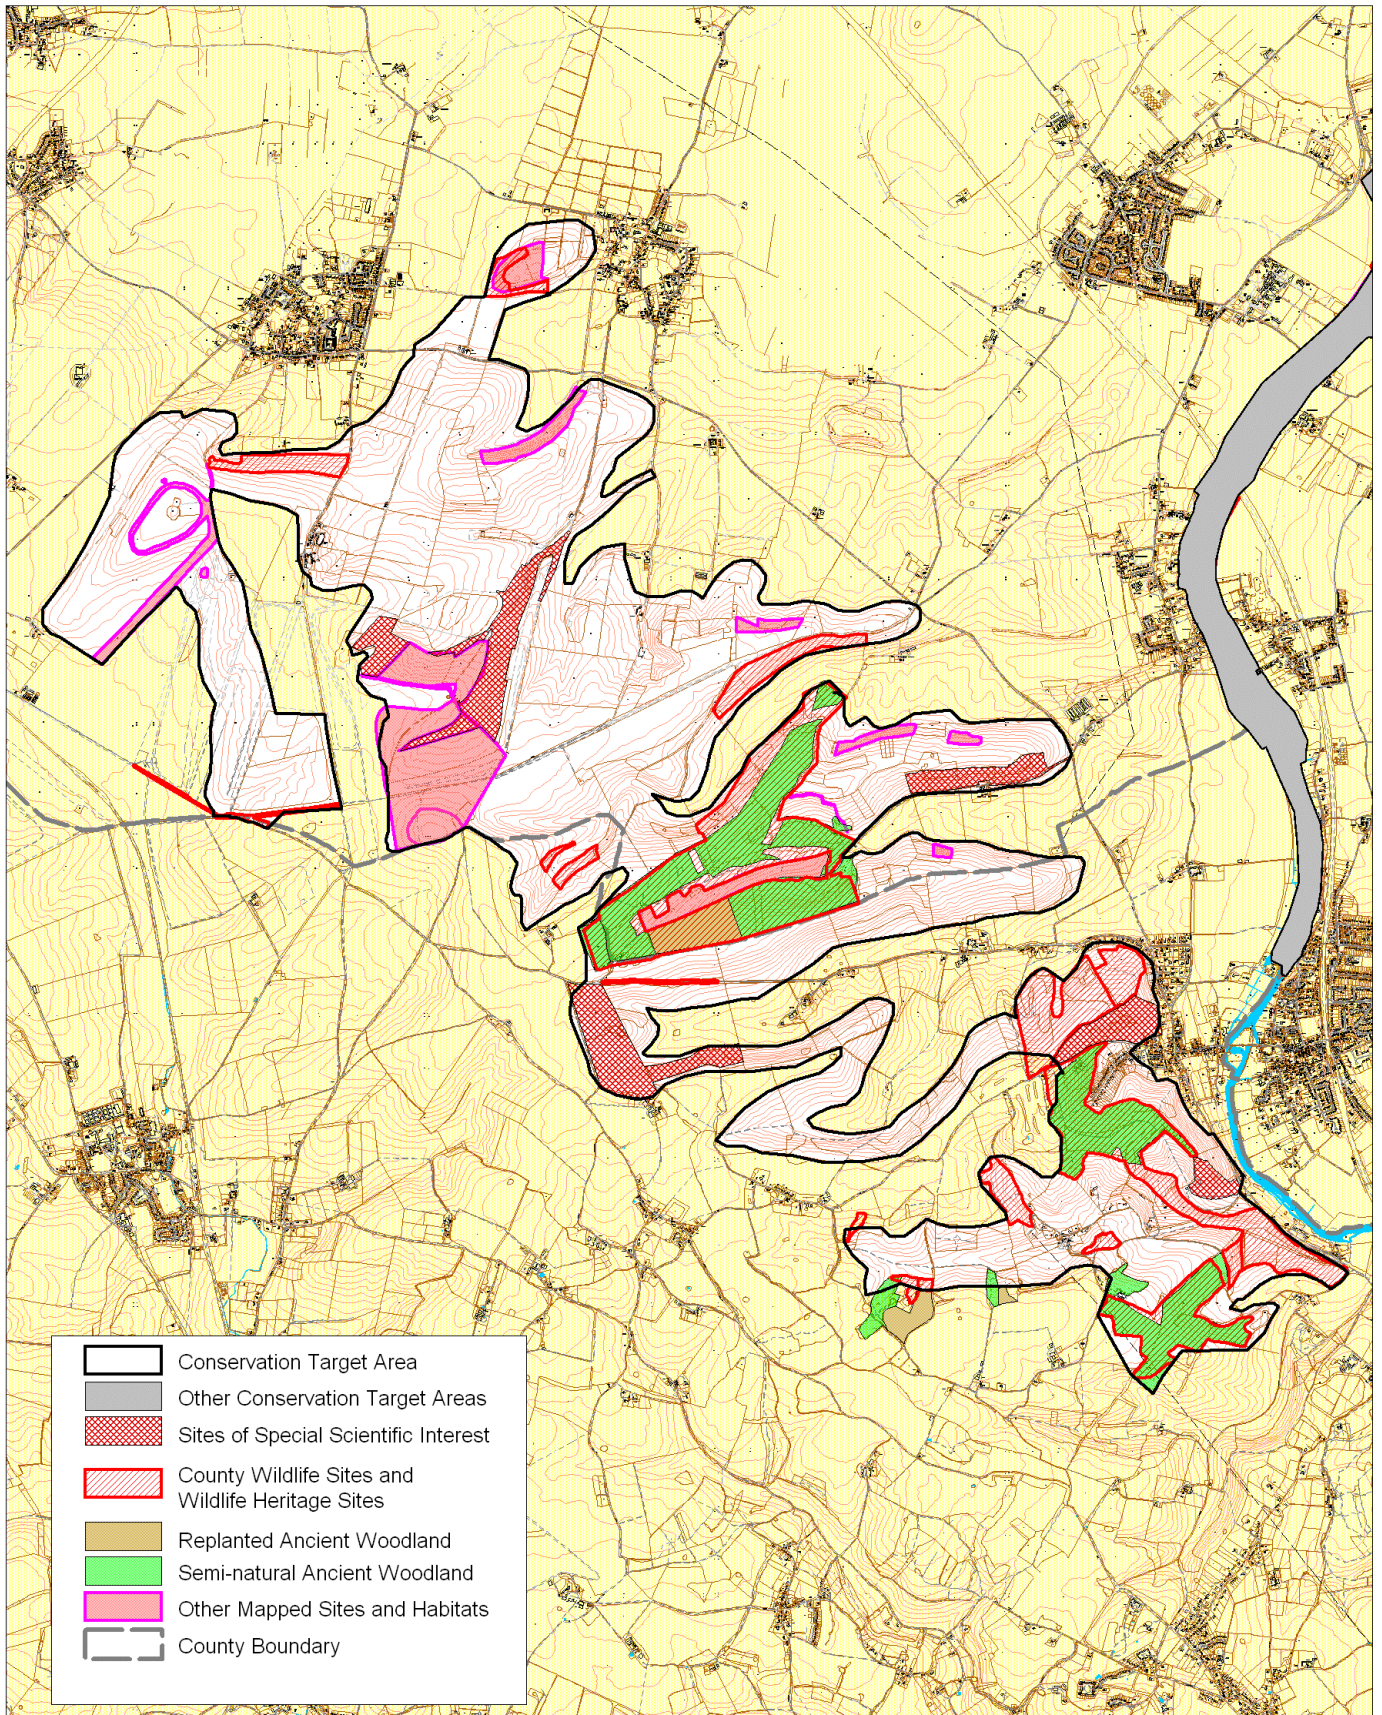 Conservation Target Area
Other Conservation Target Areas
Sites of Special Scientific Interest
County Wildlife Sites and
Wildlife Heritage Sites
Replanted Ancient Woodland
Semi-natural Ancient Woodland
Other Mapped Sites and Habitats
County Boundary